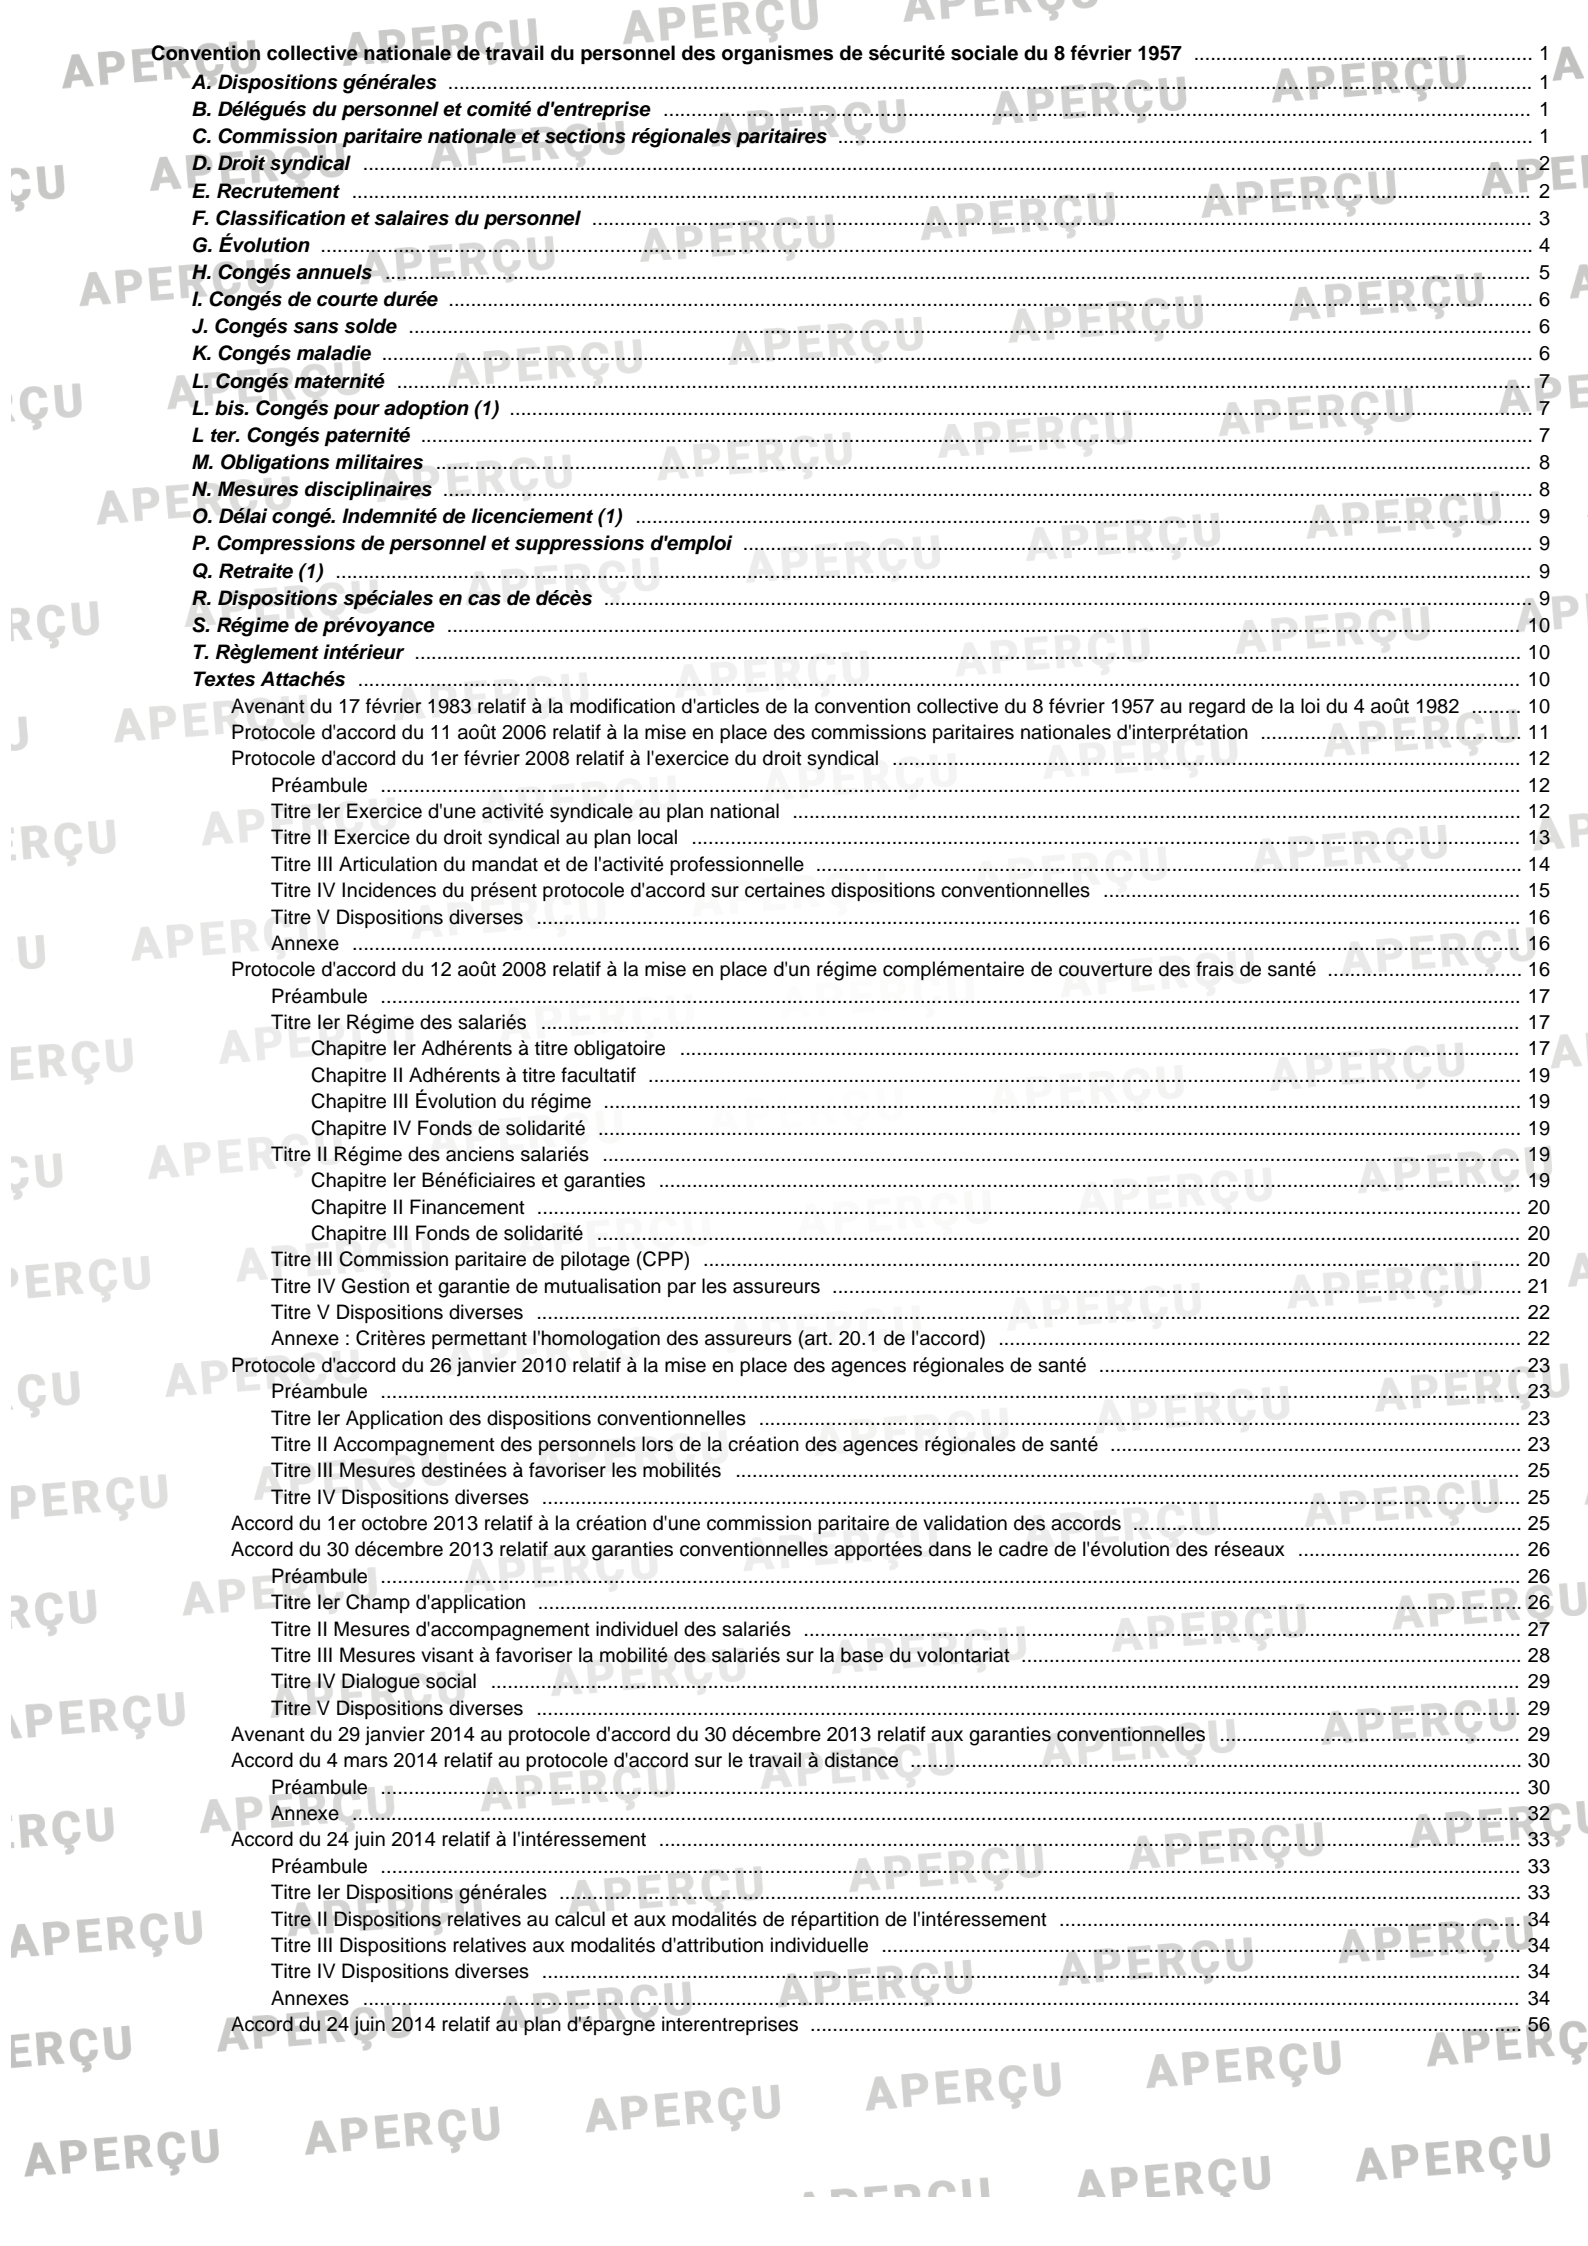 Convention collective nationale de travail du personnel des organismes de sécurité sociale du 8 février 1957 1
A. Dispositions générales 1
B. Délégués du personnel et comité d'entreprise 1
C. Commission paritaire nationale et sections régionales paritaires 1
D. Droit syndical 2
E. Recrutement 2
F. Classification et salaires du personnel 3
G. Évolution 4
H. Congés annuels 5
I. Congés de courte durée 6
J. Congés sans solde 6
K. Congés maladie 6
L. Congés maternité 7
L. bis. Congés pour adoption (1) 7
L ter. Congés paternité 7
M. Obligations militaires 8
N. Mesures disciplinaires 8
O. Délai congé. Indemnité de licenciement (1) 9
P. Compressions de personnel et suppressions d'emploi 9
Q. Retraite (1) 9
R. Dispositions spéciales en cas de décès 9
S. Régime de prévoyance 10
T. Règlement intérieur 10
Textes Attachés 10
Avenant du 17 février 1983 relatif à la modification d'articles de la convention collective du 8 février 1957 au regard de la loi du 4 août 1982 10
Protocole d'accord du 11 août 2006 relatif à la mise en place des commissions paritaires nationales d'interprétation 11
Protocole d'accord du 1er février 2008 relatif à l'exercice du droit syndical 12
Préambule 12
Titre Ier Exercice d'une activité syndicale au plan national 12
Titre II Exercice du droit syndical au plan local 13
Titre III Articulation du mandat et de l'activité professionnelle 14
Titre IV Incidences du présent protocole d'accord sur certaines dispositions conventionnelles 15
Titre V Dispositions diverses 16
Annexe 16
Protocole d'accord du 12 août 2008 relatif à la mise en place d'un régime complémentaire de couverture des frais de santé 16
Préambule 17
Titre Ier Régime des salariés 17
Chapitre Ier Adhérents à titre obligatoire 17
Chapitre II Adhérents à titre facultatif 19
Chapitre III Évolution du régime 19
Chapitre IV Fonds de solidarité 19
Titre II Régime des anciens salariés 19
Chapitre Ier Bénéficiaires et garanties 19
Chapitre II Financement 20
Chapitre III Fonds de solidarité 20
Titre III Commission paritaire de pilotage (CPP) 20
Titre IV Gestion et garantie de mutualisation par les assureurs 21
Titre V Dispositions diverses 22
Annexe : Critères permettant l'homologation des assureurs (art. 20.1 de l'accord) 22
Protocole d'accord du 26 janvier 2010 relatif à la mise en place des agences régionales de santé 23
Préambule 23
Titre Ier Application des dispositions conventionnelles 23
Titre II Accompagnement des personnels lors de la création des agences régionales de santé 23
Titre III Mesures destinées à favoriser les mobilités 25
Titre IV Dispositions diverses 25
Accord du 1er octobre 2013 relatif à la création d'une commission paritaire de validation des accords 25
Accord du 30 décembre 2013 relatif aux garanties conventionnelles apportées dans le cadre de l'évolution des réseaux 26
Préambule 26
Titre Ier Champ d'application 26
Titre II Mesures d'accompagnement individuel des salariés 27
Titre III Mesures visant à favoriser la mobilité des salariés sur la base du volontariat 28
Titre IV Dialogue social 29
Titre V Dispositions diverses 29
Avenant du 29 janvier 2014 au protocole d'accord du 30 décembre 2013 relatif aux garanties conventionnelles 29
Accord du 4 mars 2014 relatif au protocole d'accord sur le travail à distance 30
Préambule 30
Annexe 32
Accord du 24 juin 2014 relatif à l'intéressement 33
Préambule 33
Titre Ier Dispositions générales 33
Titre II Dispositions relatives au calcul et aux modalités de répartition de l'intéressement 34
Titre III Dispositions relatives aux modalités d'attribution individuelle 34
Titre IV Dispositions diverses 34
Annexes 34
Accord du 24 juin 2014 relatif au plan d'épargne interentreprises 56
APERÇU